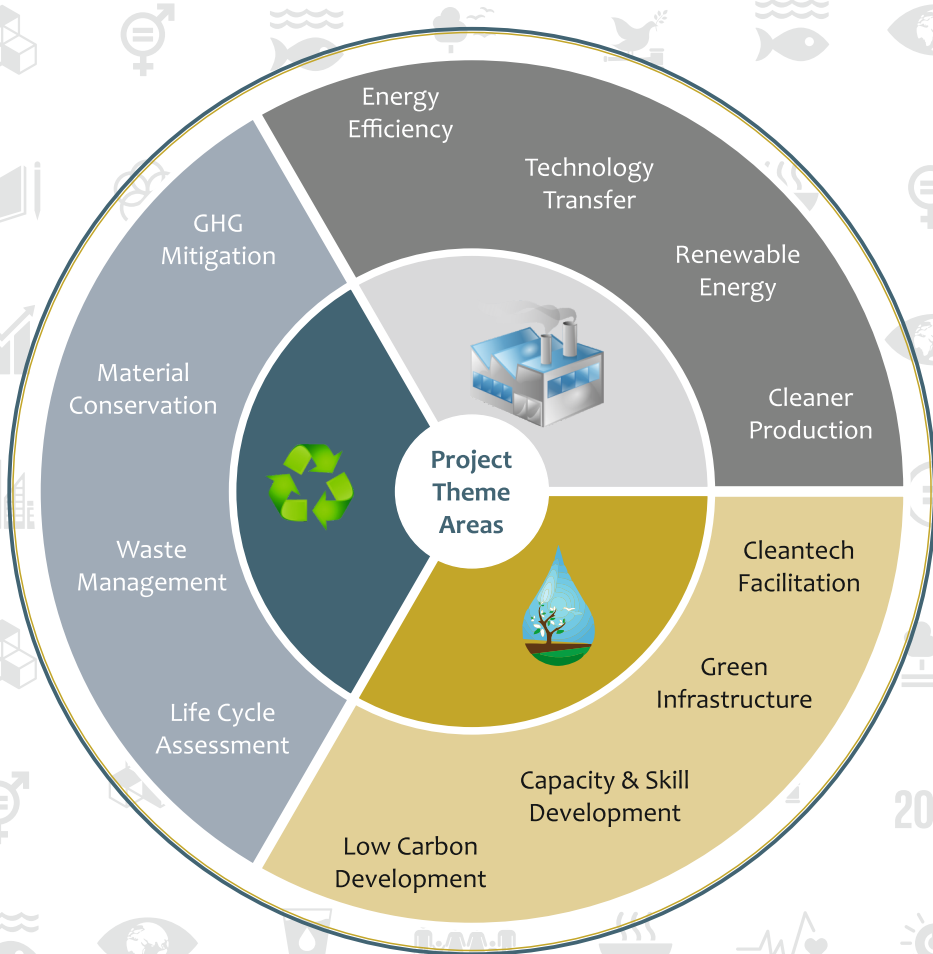 Energy
Efficiency
Technology
Transfer
Renewable
Energy
Cleaner
Production
GHG
Mitigation
Material
Conservation
Waste
Management
Life Cycle
Assessment
Project
Theme
Areas
Cleantech
Facilitation
Green
Infrastructure
Capacity & Skill
Development
Low Carbon
Development
20